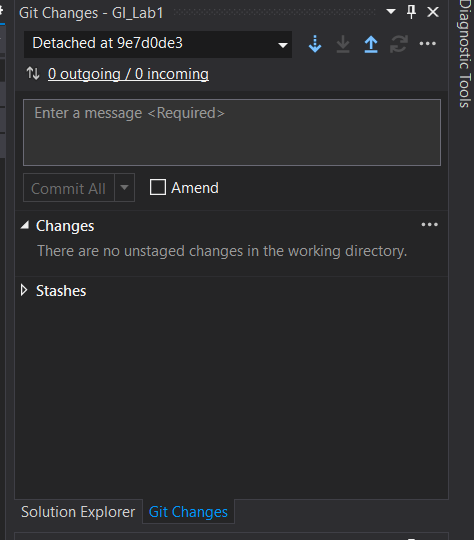 Git Changes - GI_Lab1
Detached at 9e7d0de3
0 outgoing / 0 incoming
Enter a message <Required>
Commit All
Amend
Changes
There are no unstaged changes in the working directory.
Stashes
Solution Explorer
Git Changes
Diagnostic Tools